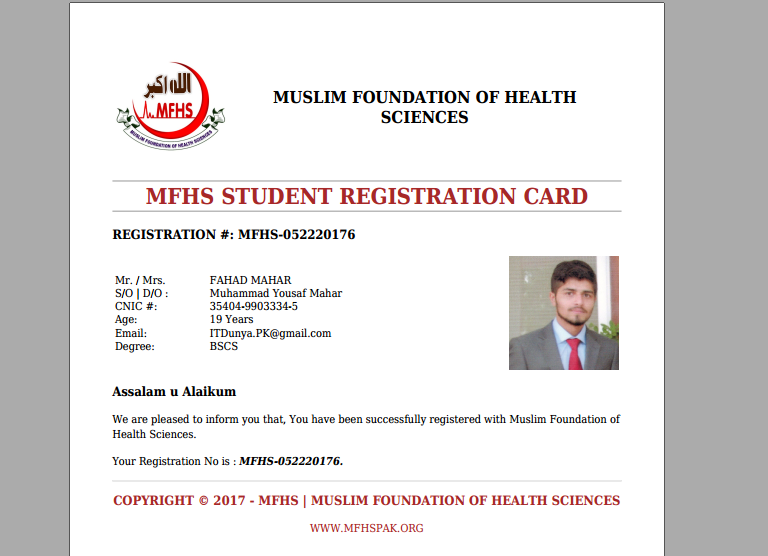 الله اكبر
MFHS
MUSLIM FOUNDATION OF HEALTH SCIENCES
MUSLIM FOUNDATION OF HEALTH
SCIENCES
MFHS STUDENT REGISTRATION CARD
REGISTRATION #: MFHS-052220176
Mr. / Mrs. FAHAD MAHAR
S/O | D/O : Muhammad Yousaf Mahar
CNIC #: 35404-9903334-5
Age: 19 Years
Email: ITDunya.PK@gmail.com
Degree: BSCS
Assalam u Alaikum
We are pleased to inform you that, You have been successfully registered with Muslim Foundation of
Health Sciences.
Your Registration No is : MFHS-052220176.
COPYRIGHT © 2017 - MFHS | MUSLIM FOUNDATION OF HEALTH SCIENCES
WWW.MFHSPAK.ORG